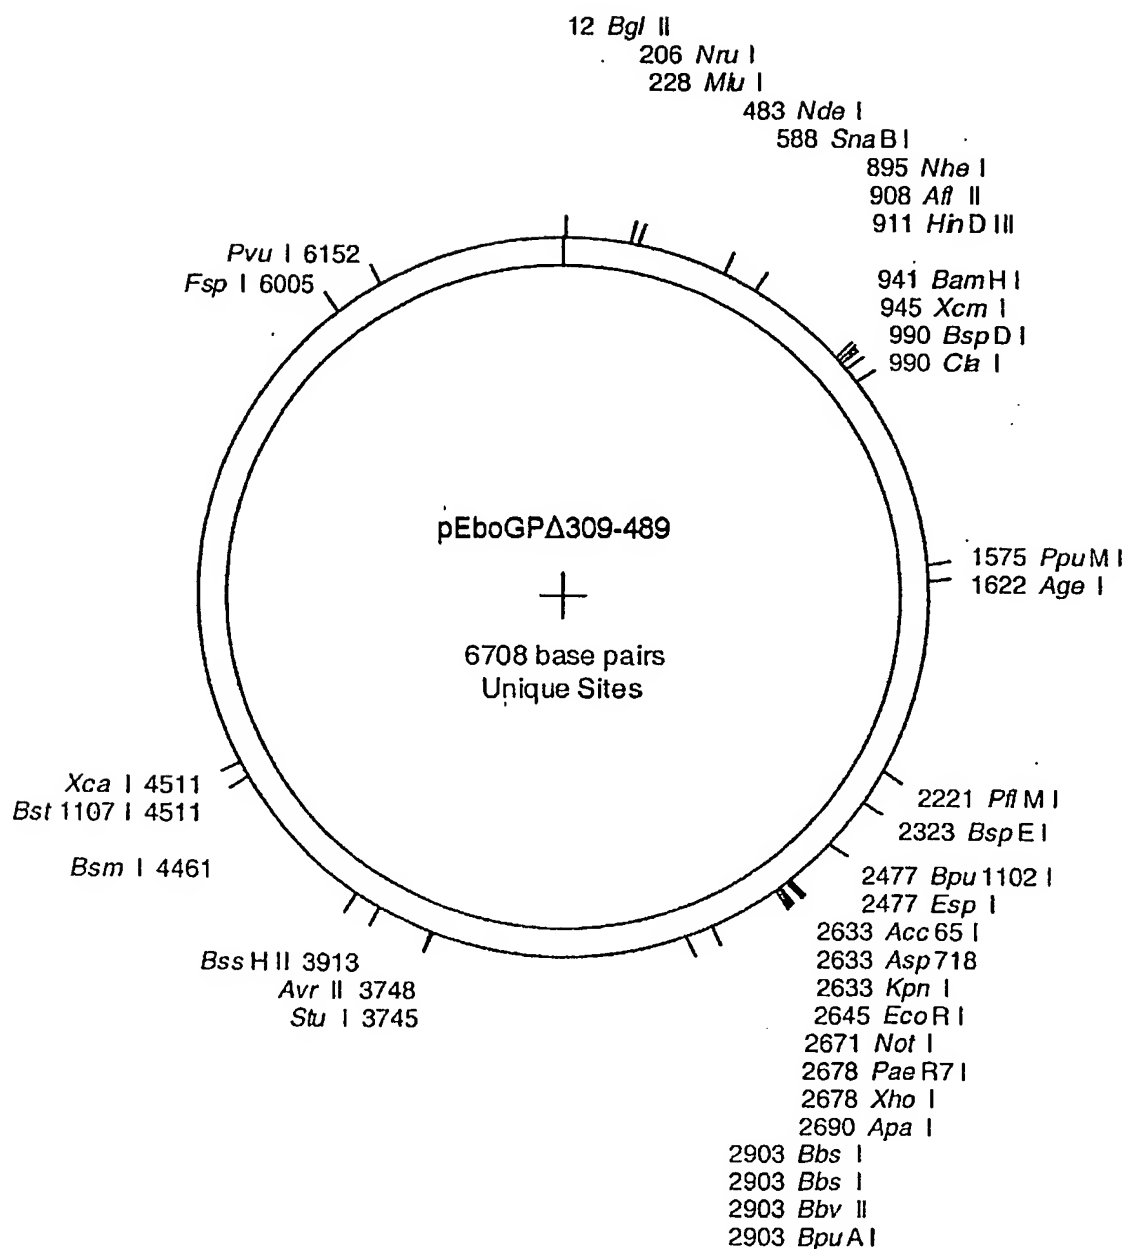 12 Bgl II
206 Nru I
228 Mlu I
483 Nde I
588 SnaB I
895 Nhe I
908 Afl II
911 HinD III
941 BamH I
945 Xcm I
990 BspD I
990 Cla I
Pvu I 6152
Fsp I 6005
pEboGPΔ309-489
6708 base pairs
Unique Sites
1575 PpuM I
1622 Age I
2221 PflM I
2323 BspE I
2477 Bpu1102 I
2477 Esp I
2633 Acc65 I
2633 Asp718
2633 Kpn I
2645 EcoR I
2671 Not I
2678 PaeR7 I
2678 Xho I
2690 Apa I
2903 Bbs I
2903 Bbs I
2903 Bbv II
2903 BpuA I
Xca I 4511
Bst1107 I 4511
Bsm I 4461
BssH II 3913
Avr II 3748
Stu I 3745